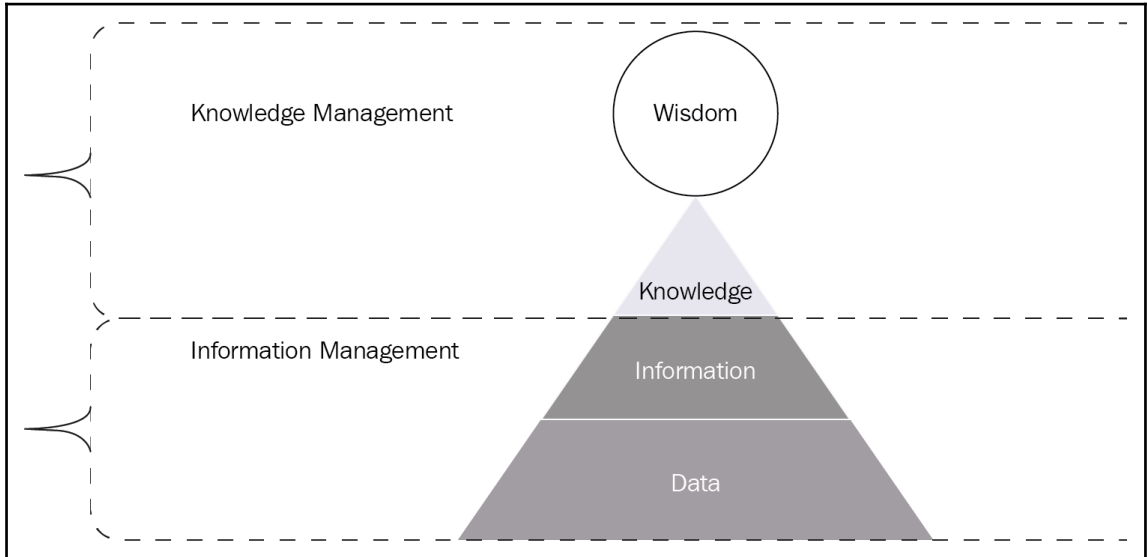 Knowledge Management
Wisdom
Knowledge
Information Management
Information
Data